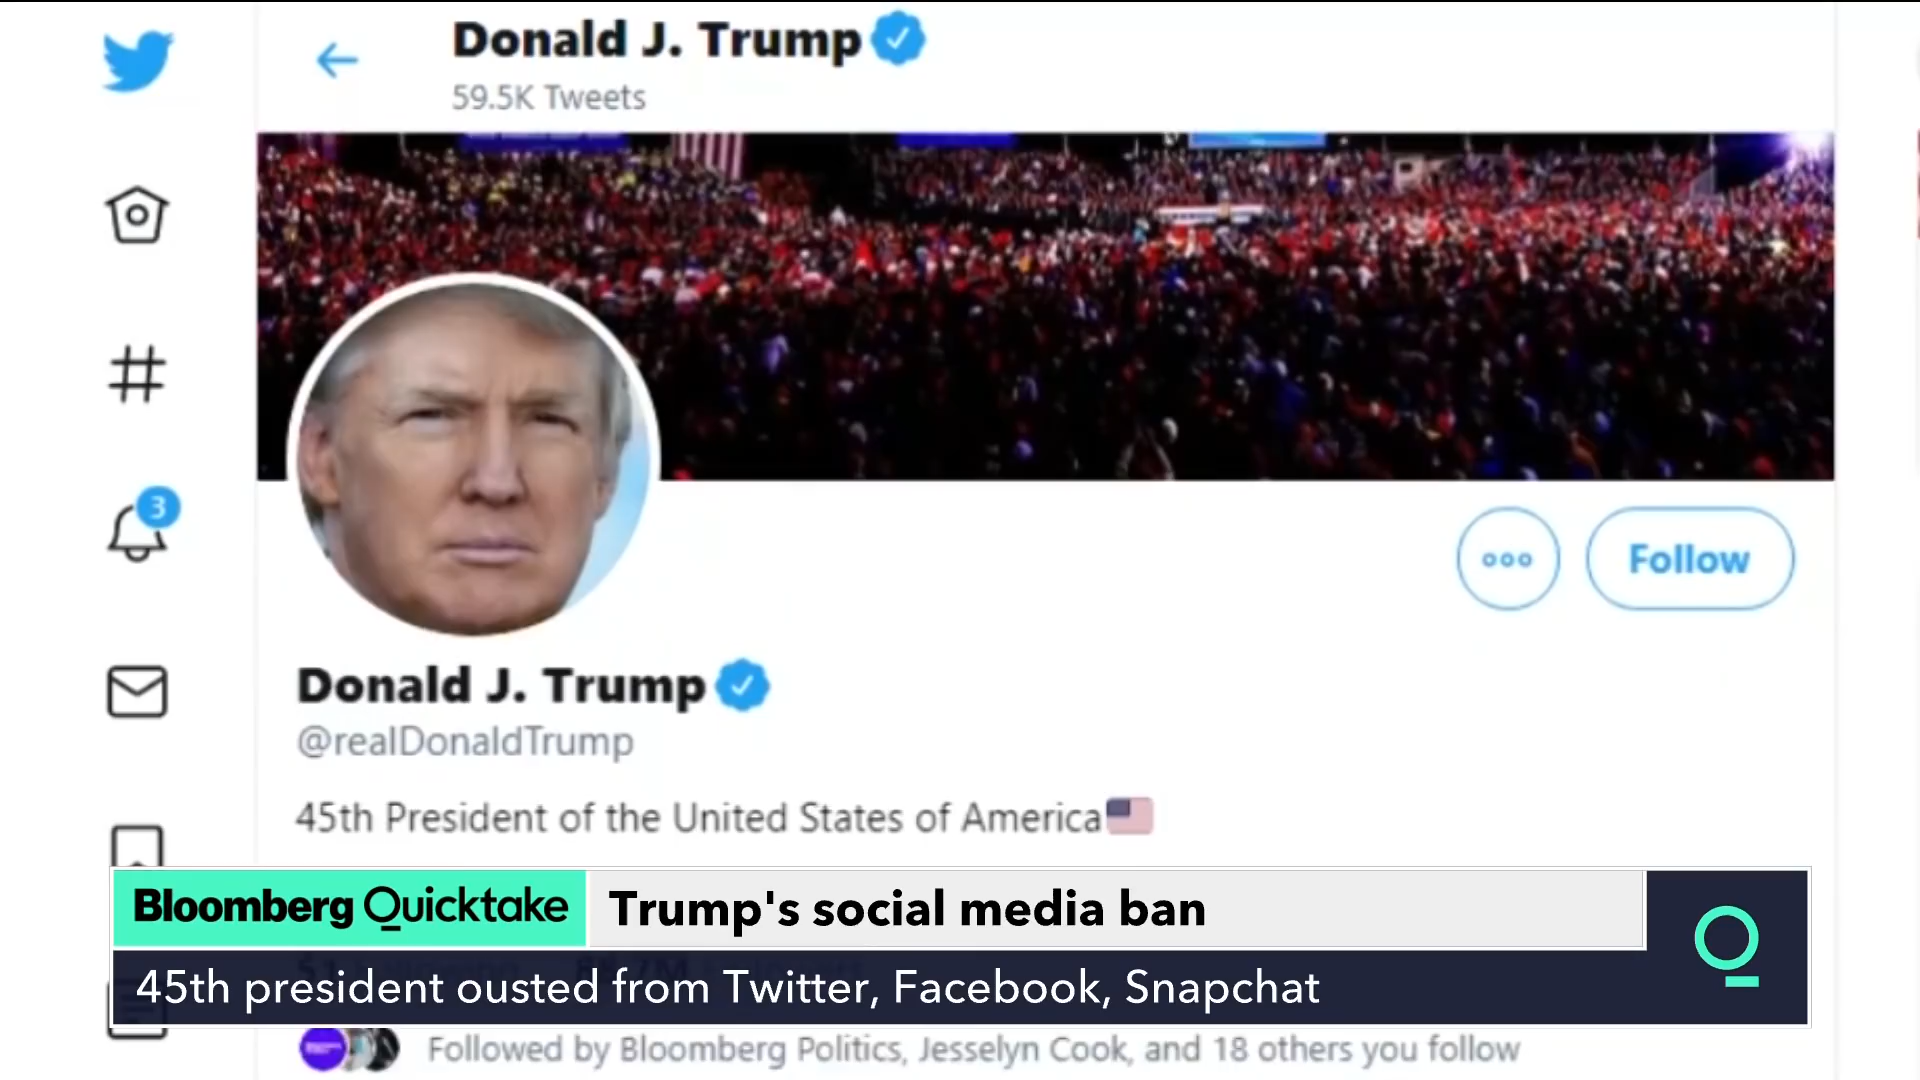 Donald J. Trump
59.5K Tweets
3
Follow
Donald J. Trump
@realDonaldTrump
45th President of the United States of America
Bloomberg Quicktake
Trump's social media ban
45th president ousted from Twitter, Facebook, Snapchat
Followed by Bloomberg Politics, Jesselyn Cook, and 18 others you follow